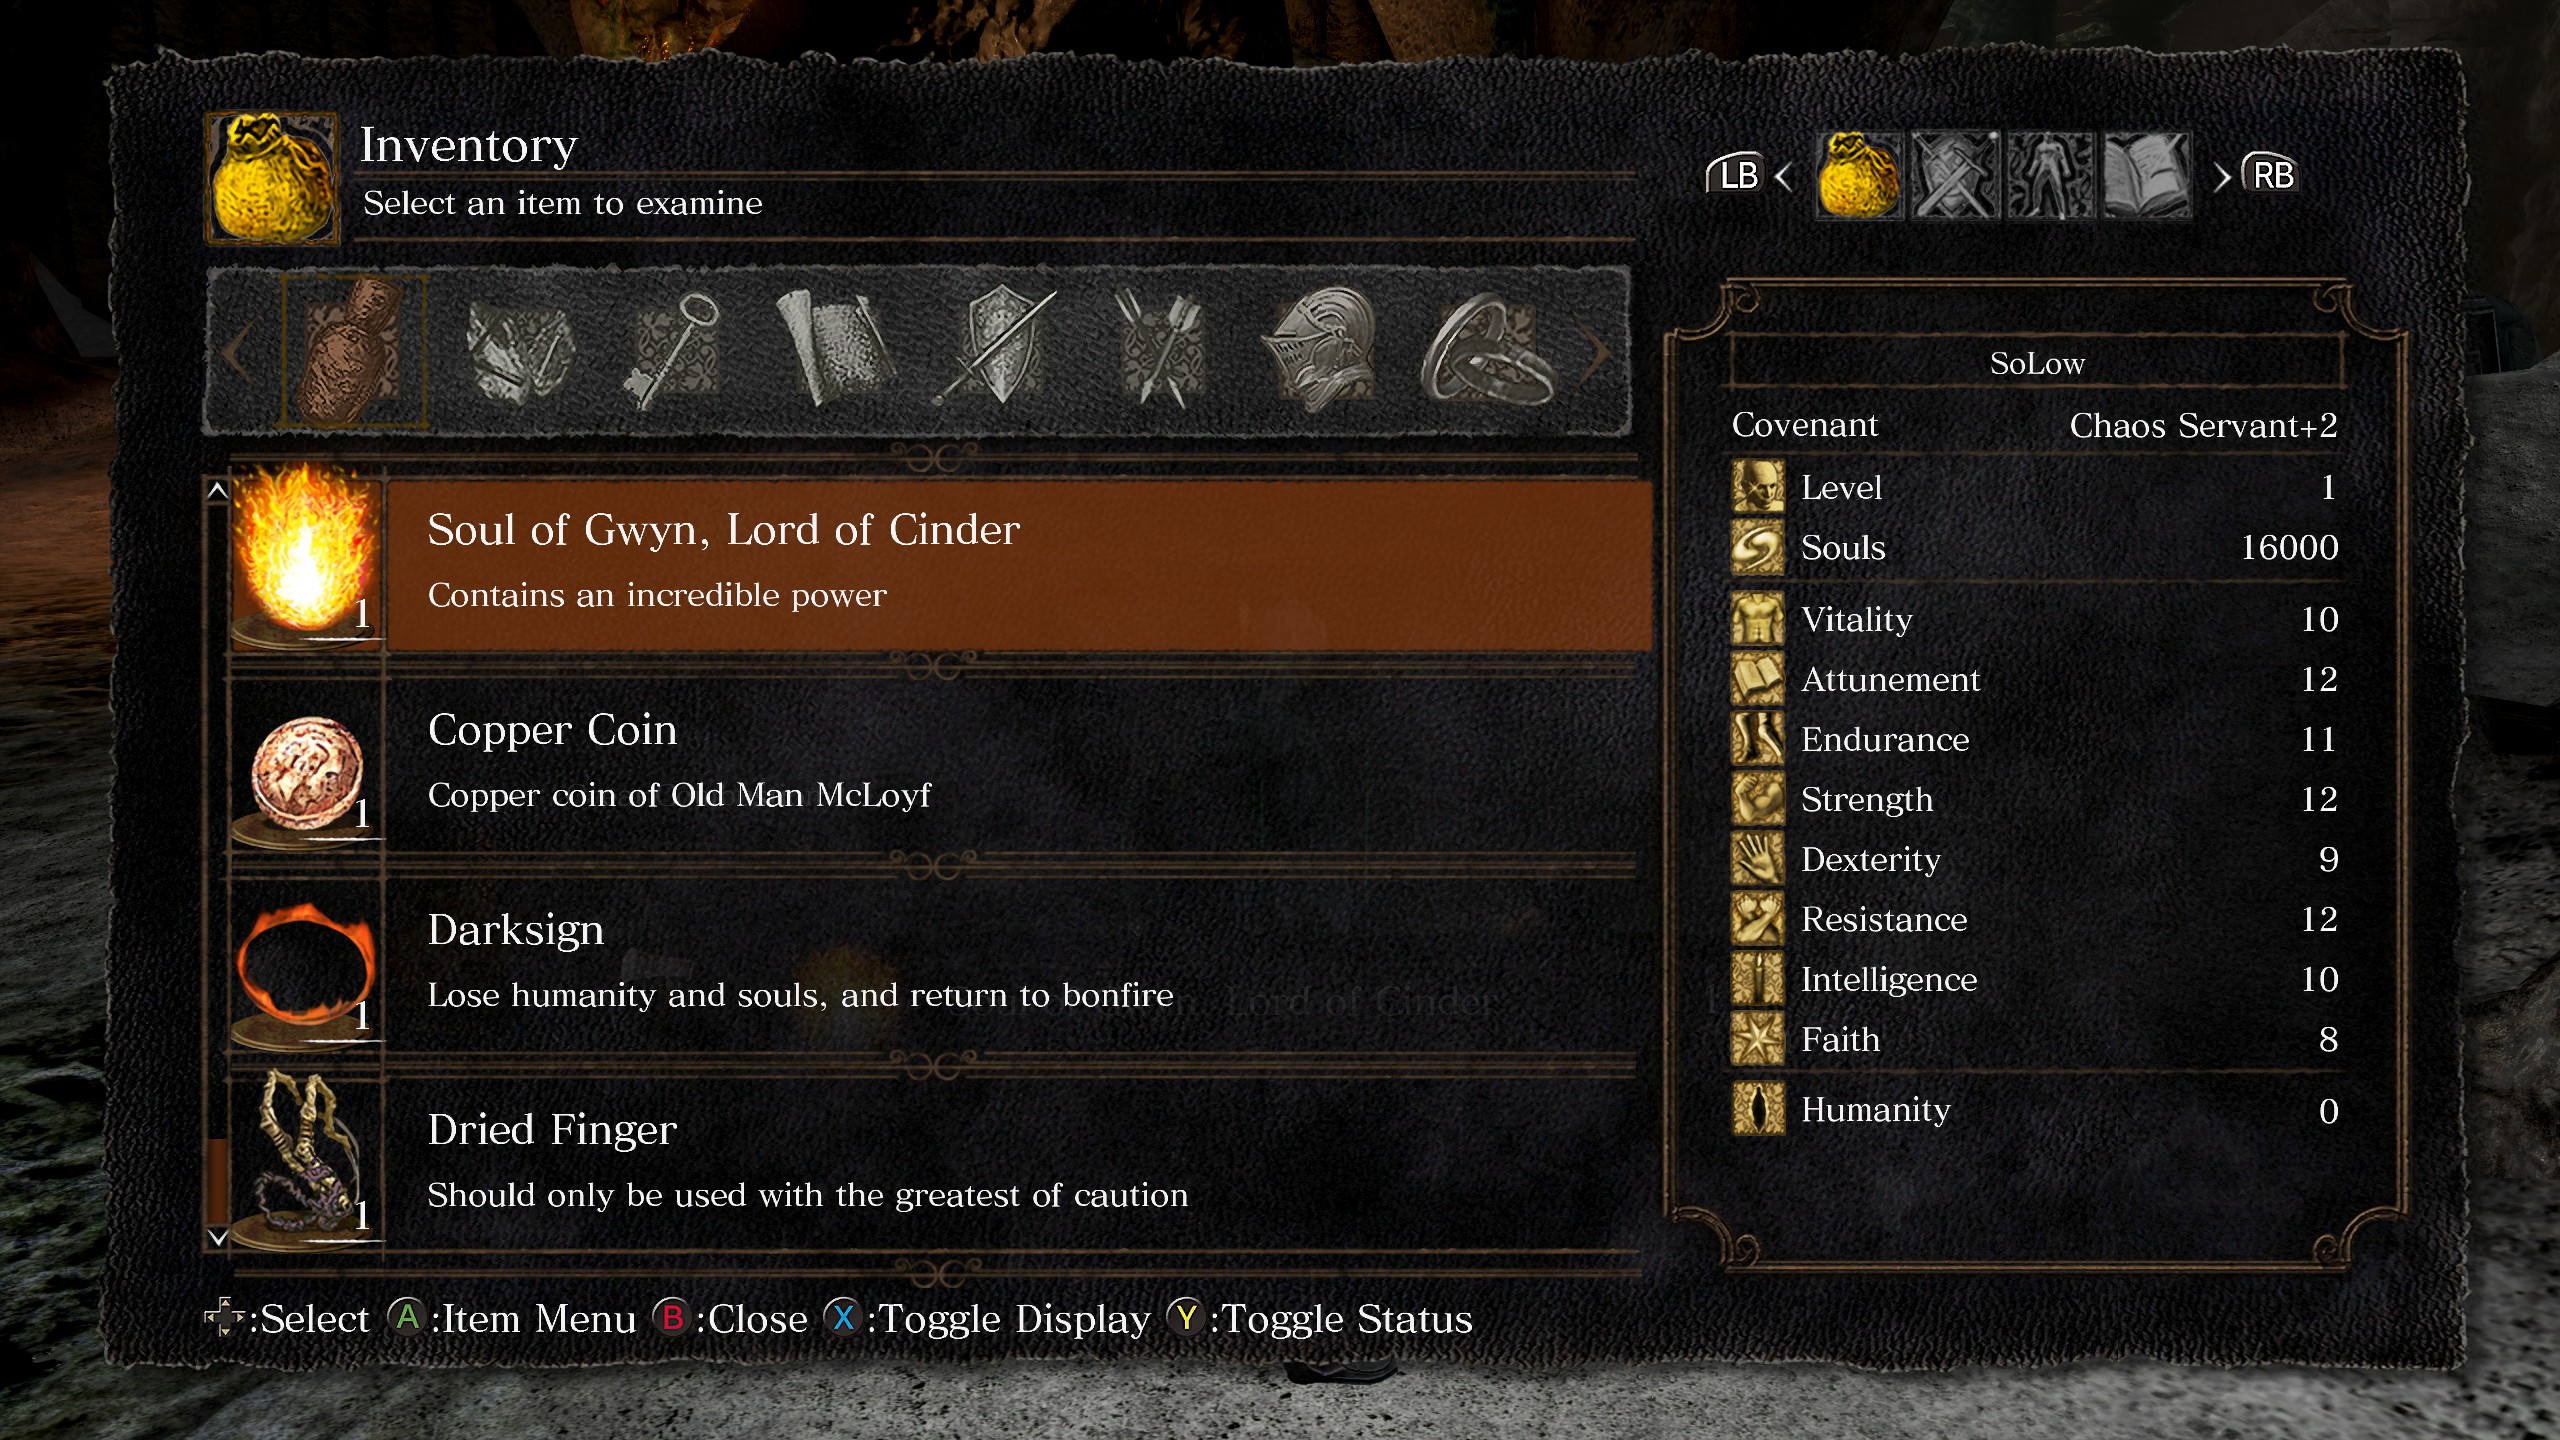 Inventory
Select an item to examine
LB
RB
Soul of Gwyn, Lord of Cinder
Contains an incredible power
1
Copper Coin
Copper coin of Old Man McLoyf
1
Darksign
Lose humanity and souls, and return to bonfire
Lord of Cinder
1
Dried Finger
Should only be used with the greatest of caution
1
:Select A:Item Menu B:Close X:Toggle Display Y:Toggle Status
SoLow
Covenant Chaos Servant+2
Level 1
Souls 16000
Vitality 10
Attunement 12
Endurance 11
Strength 12
Dexterity 9
Resistance 12
Intelligence 10
Faith 8
Humanity 0